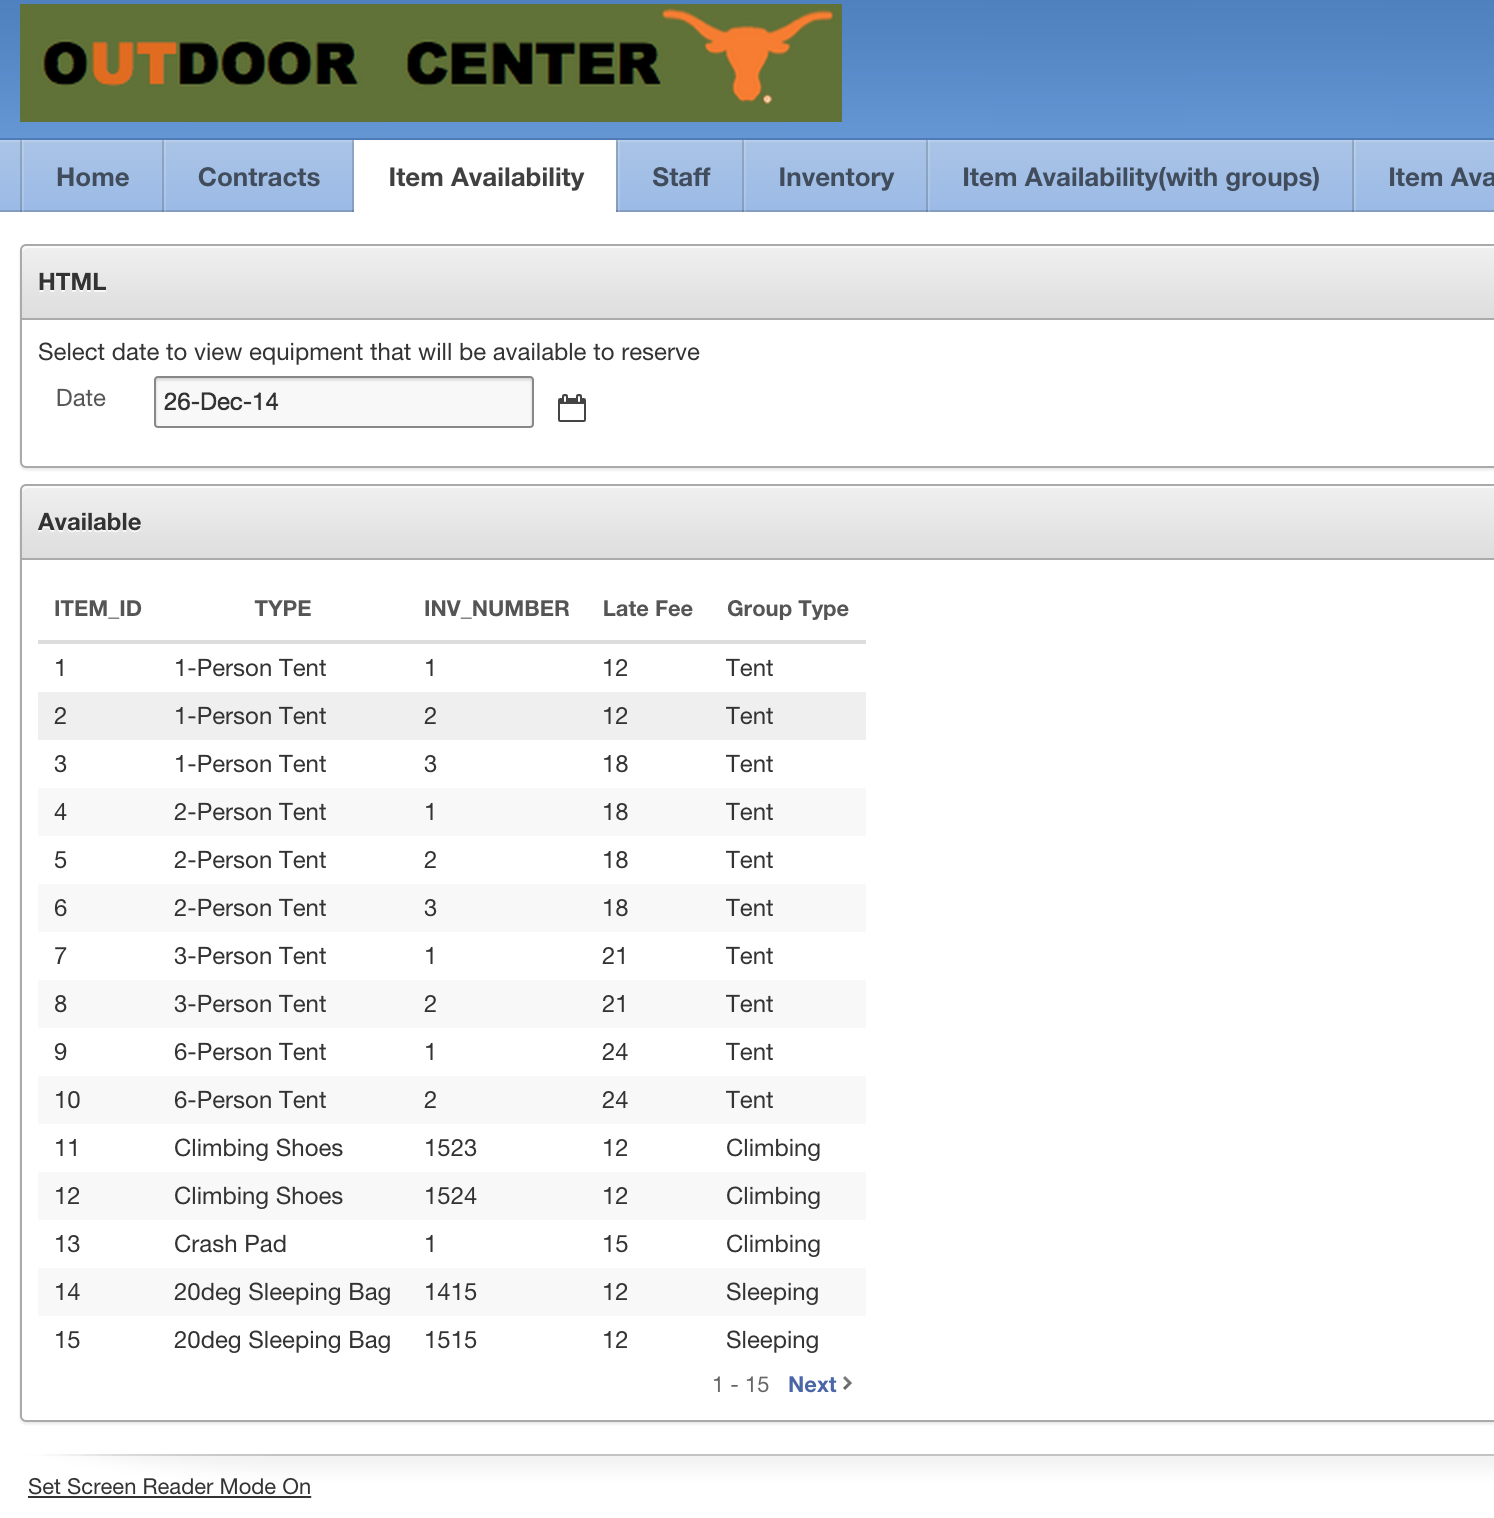 OUTDOOR CENTER
Home Contracts Item Availability Staff Inventory Item Availability(with groups) Item Ava
HTML
Select date to view equipment that will be available to reserve
Date 26-Dec-14
Available
ITEM_ID TYPE INV_NUMBER Late Fee Group Type
1 1-Person Tent 1 12 Tent
2 1-Person Tent 2 12 Tent
3 1-Person Tent 3 18 Tent
4 2-Person Tent 1 18 Tent
5 2-Person Tent 2 18 Tent
6 2-Person Tent 3 18 Tent
7 3-Person Tent 1 21 Tent
8 3-Person Tent 2 21 Tent
9 6-Person Tent 1 24 Tent
10 6-Person Tent 2 24 Tent
11 Climbing Shoes 1523 12 Climbing
12 Climbing Shoes 1524 12 Climbing
13 Crash Pad 1 15 Climbing
14 20deg Sleeping Bag 1415 12 Sleeping
15 20deg Sleeping Bag 1515 12 Sleeping
1 - 15 Next >
Set Screen Reader Mode On